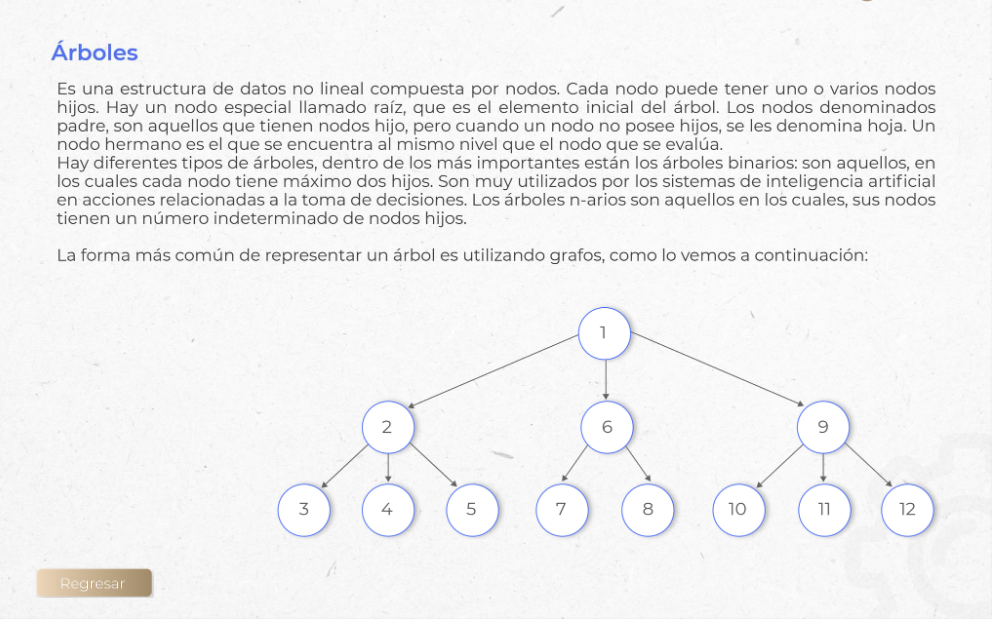 Árboles
Es una estructura de datos no lineal compuesta por nodos. Cada nodo puede tener uno o varios nodos
hijos. Hay un nodo especial llamado raíz, que es el elemento inicial del árbol. Los nodos denominados
padre, son aquellos que tienen nodos hijo, pero cuando un nodo no posee hijos, se les denomina hoja. Un
nodo hermano es el que se encuentra al mismo nivel que el nodo que se evalúa.
Hay diferentes tipos de árboles, dentro de los más importantes están los árboles binarios: son aquellos, en
los cuales cada nodo tiene máximo dos hijos. Son muy utilizados por los sistemas de inteligencia artificial
en acciones relacionadas a la toma de decisiones. Los árboles n-arios son aquellos en los cuales, sus nodos
tienen un número indeterminado de nodos hijos.
La forma más común de representar un árbol es utilizando grafos, como lo vemos a continuación:
1
2 6 9
3 4 5 7 8 10 11 12
Regresar